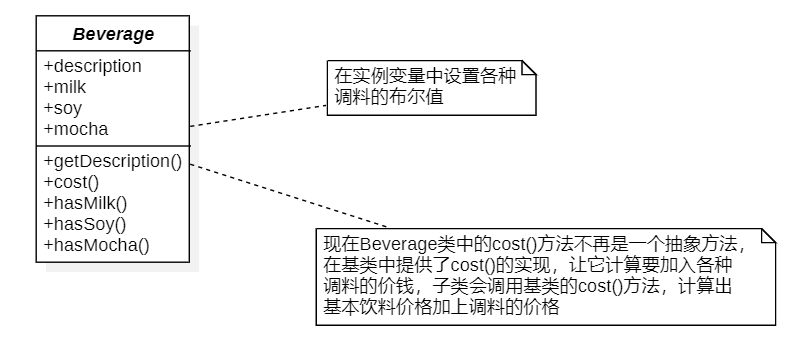 Beverage
+description
+milk
+soy
+mocha
+getDescription()
+cost()
+hasMilk()
+hasSoy()
+hasMocha()
在实例变量中设置各种
调料的布尔值
现在Beverage类中的cost()方法不再是一个抽象方法，
在基类中提供了cost()的实现，让它计算要加入各种
调料的价钱，子类会调用基类的cost()方法，计算出
基本饮料价格加上调料的价格